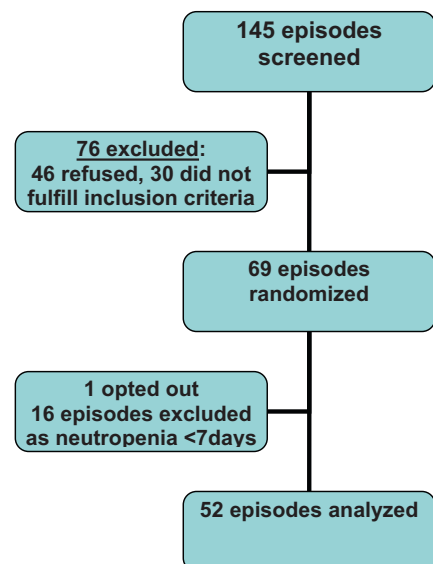 145 episodes
screened
76 excluded:
46 refused, 30 did not
fulfill inclusion criteria
69 episodes
randomized
1 opted out
16 episodes excluded
as neutropenia <7days
52 episodes analyzed